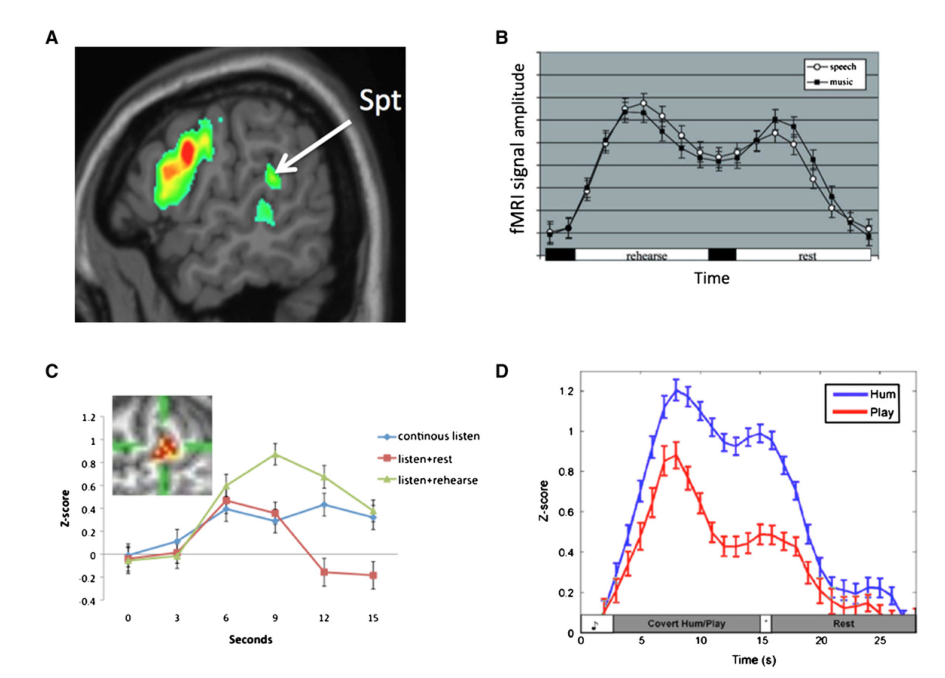 A
Spt
B
fMRI signal amplitude
speech
music
rehearse
rest
Time
C
1.2
1
0.8
0.6
0.4
0.2
0
-0.2
-0.4
Z-score
continous listen
listen+rest
listen+rehearse
0 3 6 9 12 15
Seconds
D
1.2
1
0.8
0.6
0.4
0.2
0
Z-score
Hum
Play
♪ Covert Hum/Play Rest
0 5 10 15 20 25
Time (s)